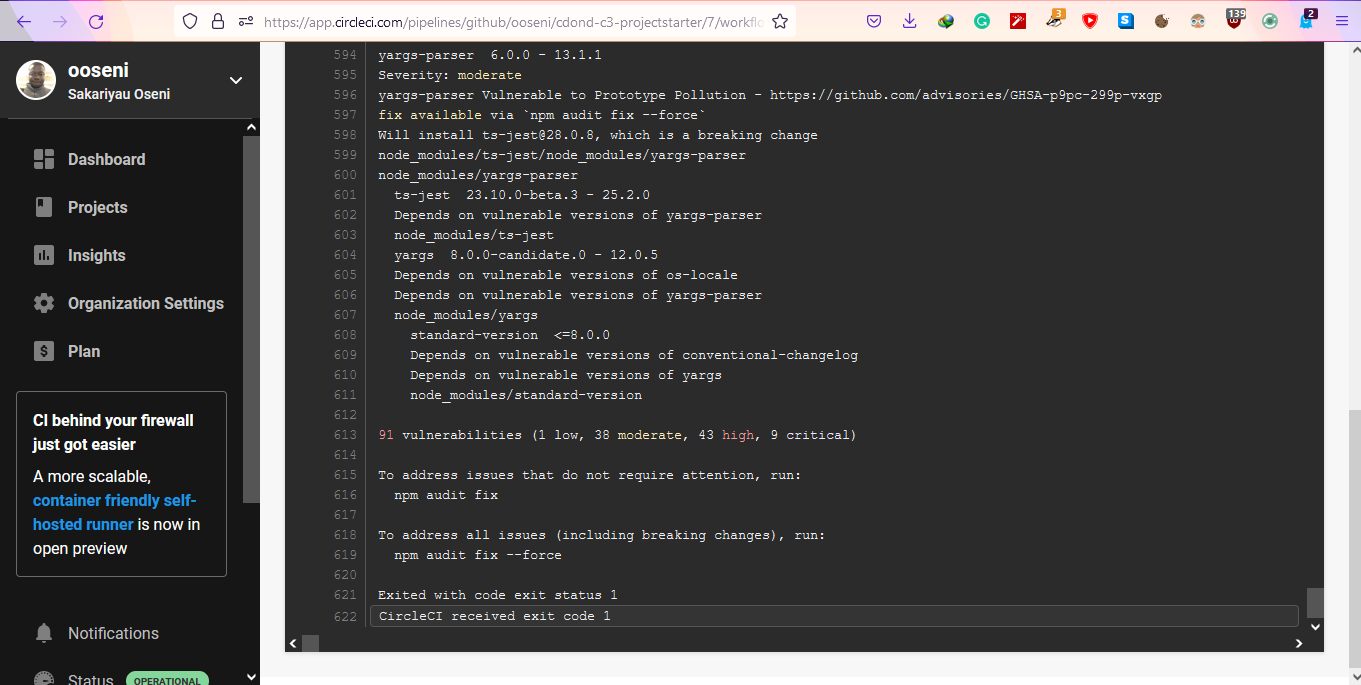 https://app.circleci.com/pipelines/github/ooseni/cdond-c3-projectstarter/7/workflo
3
139
2
ooseni
Sakariyau Oseni
Dashboard
Projects
Insights
Organization Settings
Plan
CI behind your firewall
just got easier
A more scalable,
container friendly self-
hosted runner is now in
open preview
Notifications
Status OPERATIONAL
594 yargs-parser 6.0.0 - 13.1.1
595 Severity: moderate
596 yargs-parser Vulnerable to Prototype Pollution - https://github.com/advisories/GHSA-p9pc-299p-vxgp
597 fix available via `npm audit fix --force`
598 Will install ts-jest@28.0.8, which is a breaking change
599 node_modules/ts-jest/node_modules/yargs-parser
600 node_modules/yargs-parser
601 ts-jest 23.10.0-beta.3 - 25.2.0
602 Depends on vulnerable versions of yargs-parser
603 node_modules/ts-jest
604 yargs 8.0.0-candidate.0 - 12.0.5
605 Depends on vulnerable versions of os-locale
606 Depends on vulnerable versions of yargs-parser
607 node_modules/yargs
608 standard-version <=8.0.0
609 Depends on vulnerable versions of conventional-changelog
610 Depends on vulnerable versions of yargs
611 node_modules/standard-version
612
613 91 vulnerabilities (1 low, 38 moderate, 43 high, 9 critical)
614
615 To address issues that do not require attention, run:
616 npm audit fix
617
618 To address all issues (including breaking changes), run:
619 npm audit fix --force
620
621 Exited with code exit status 1
622 CircleCI received exit code 1